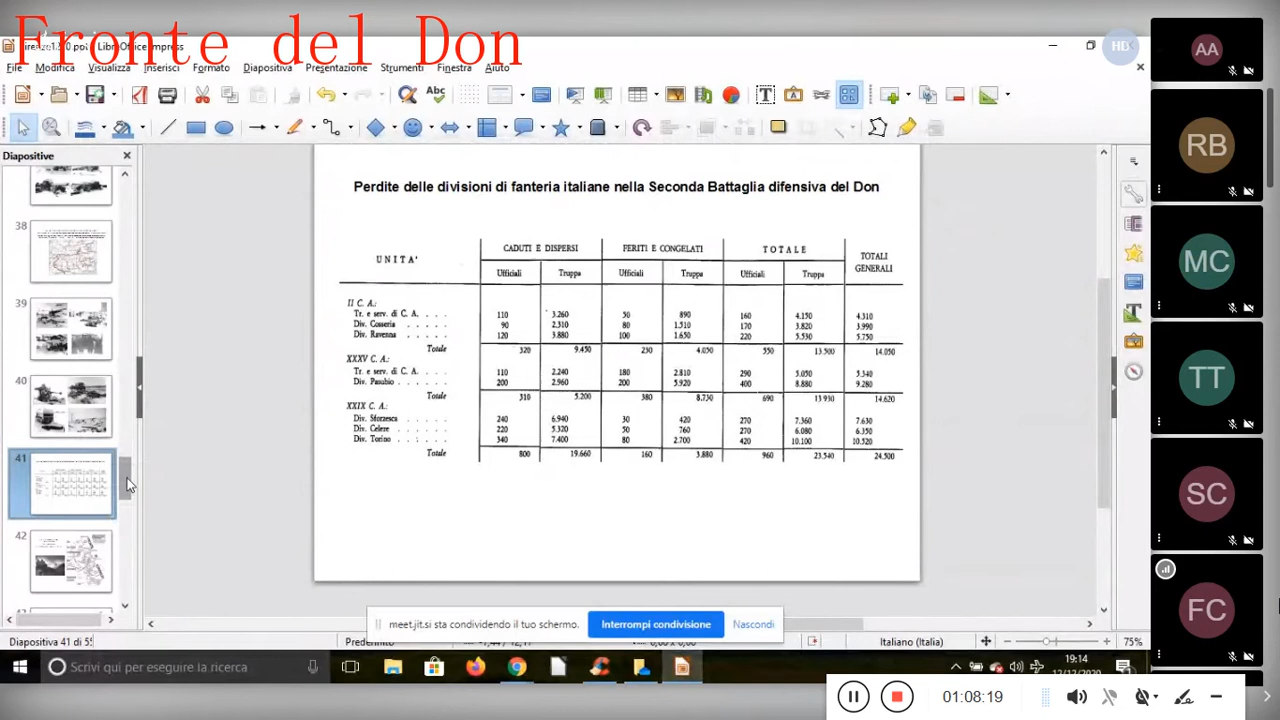 Fronte del Don
LibreOffice Impress
File Modifica Visualizza Inserisci Formato Diapositiva Presentazione Strumenti Finestra Aiuto
HD
Diapositive
38
39
40
41
42
Perdite delle divisioni di fanteria italiane nella Seconda Battaglia difensiva del Don
UNITA' CADUTI E DISPERSI FERITI E CONGELATI TOTALE TOTALI GENERALI
Ufficiali Truppa Ufficiali Truppa Ufficiali Truppa
II C. A.:
Tr. e serv. di C. A. . . . 110 3.260 50 890 160 4.150 4.310
Div. Cosseria . . . . . 90 2.310 80 1.510 170 3.820 3.990
Div. Ravenna . . . . . 120 3.880 100 1.650 220 5.530 5.750
Totale 320 9.450 230 4.050 550 13.500 14.050
XXXV C. A.:
Tr. e serv. di C. A. . . . 110 2.240 180 2.810 290 5.050 5.340
Div. Pasubio . . . . . 200 2.960 200 5.920 400 8.880 9.280
Totale 310 5.200 380 8.730 690 13.930 14.620
XXIX C. A.:
Div. Sforzesca . . . . 240 6.940 30 420 270 7.360 7.630
Div. Celere . . . . . 220 5.320 50 760 270 6.080 6.350
Div. Torino . . . . . 340 7.400 80 2.700 420 10.100 10.520
Totale 800 19.660 160 3.880 960 23.540 24.500
meet.jit.si sta condividendo il tuo schermo. Interrompi condivisione Nascondi
Diapositiva 41 di 55 Italiano (Italia) 75%
Scrivi qui per eseguire la ricerca
19:14
12/12/2020
01:08:19
AA
RB
MC
TT
SC
FC